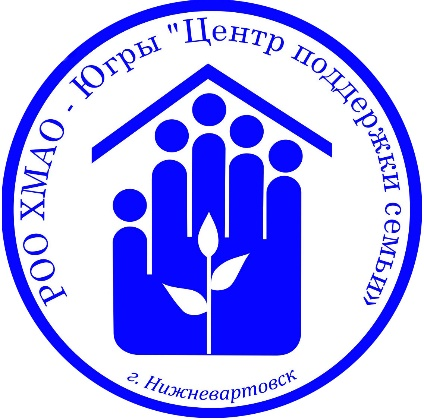 РОО ХМАО - Югры "Центр поддержки семьи»
г. Нижневартовск